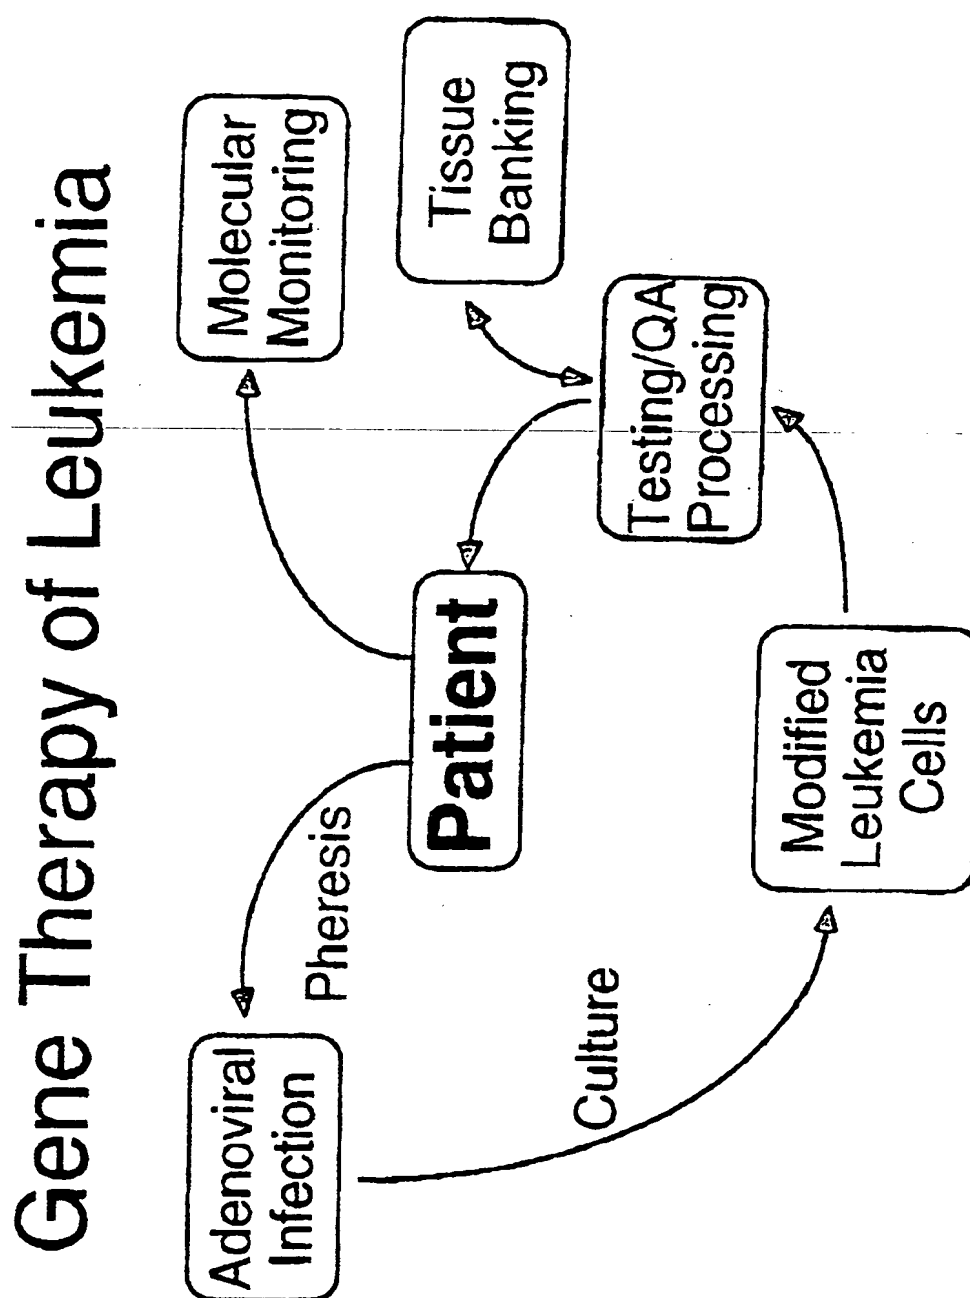 Gene Therapy of Leukemia
Adenoviral
Infection
Molecular
Monitoring
Pheresis
Patient
Tissue
Banking
Culture
Testing/QA
Processing
Modified
Leukemia
Cells